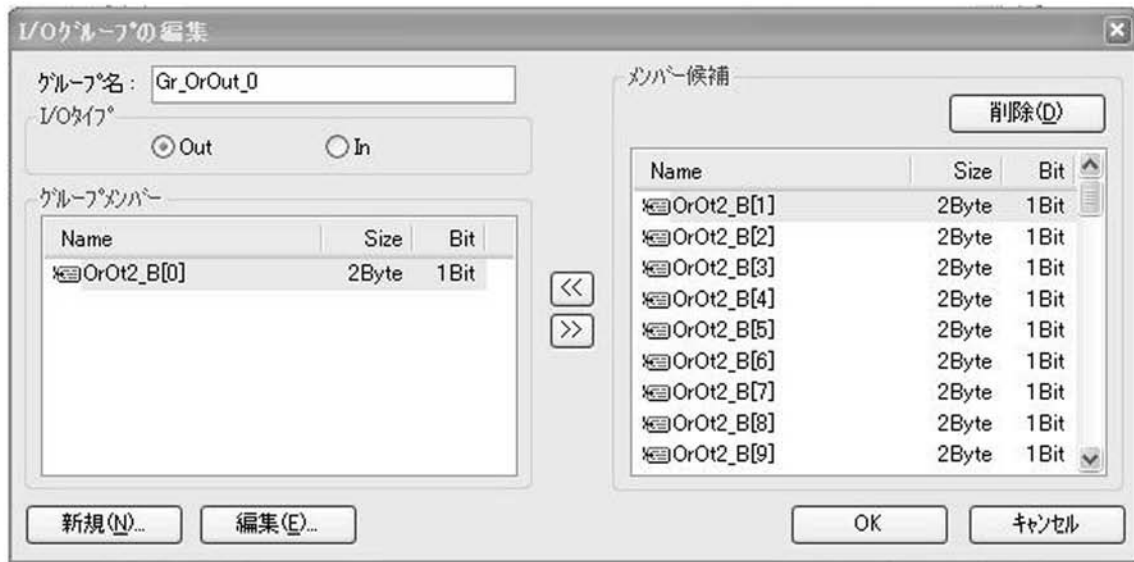 I/Oｸﾞﾙｰﾌﾟの編集
ｸﾞﾙｰﾌﾟ名： Gr_OrOut_0
I/Oﾀｲﾌﾟ
Out In
ｸﾞﾙｰﾌﾟﾒﾝﾊﾞｰ
Name Size Bit
OrOt2_B[0] 2Byte 1Bit
<<
>>
新規(N)... 編集(E)...
ﾒﾝﾊﾞｰ候補
削除(D)
Name Size Bit
OrOt2_B[1] 2Byte 1Bit
OrOt2_B[2] 2Byte 1Bit
OrOt2_B[3] 2Byte 1Bit
OrOt2_B[4] 2Byte 1Bit
OrOt2_B[5] 2Byte 1Bit
OrOt2_B[6] 2Byte 1Bit
OrOt2_B[7] 2Byte 1Bit
OrOt2_B[8] 2Byte 1Bit
OrOt2_B[9] 2Byte 1Bit
OK ｷｬﾝｾﾙ